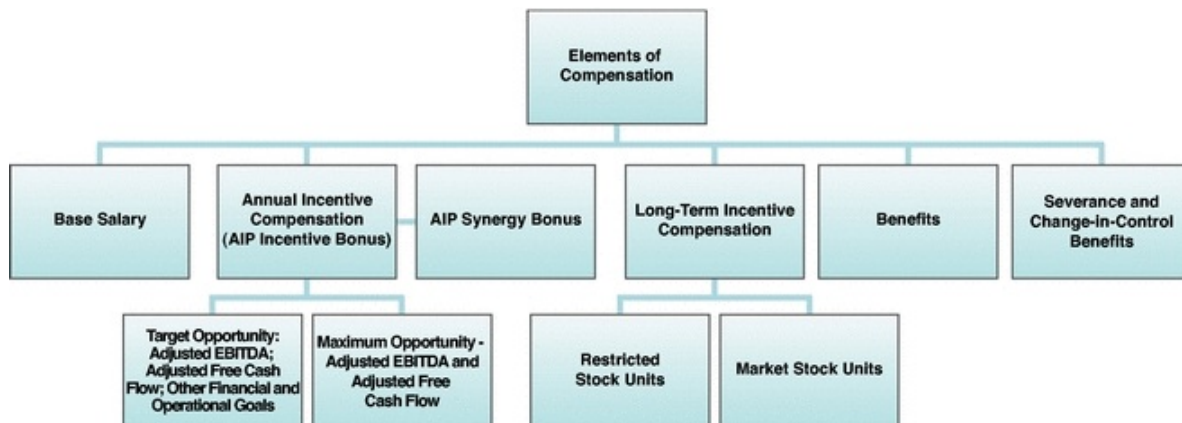 Elements of
Compensation
Base Salary
Annual Incentive
Compensation
(AIP Incentive Bonus)
AIP Synergy Bonus
Long-Term Incentive
Compensation
Benefits
Severance and
Change-in-Control
Benefits
Target Opportunity:
Adjusted EBITDA;
Adjusted Free Cash
Flow; Other Financial and
Operational Goals
Maximum Opportunity -
Adjusted EBITDA and
Adjusted Free
Cash Flow
Restricted
Stock Units
Market Stock Units